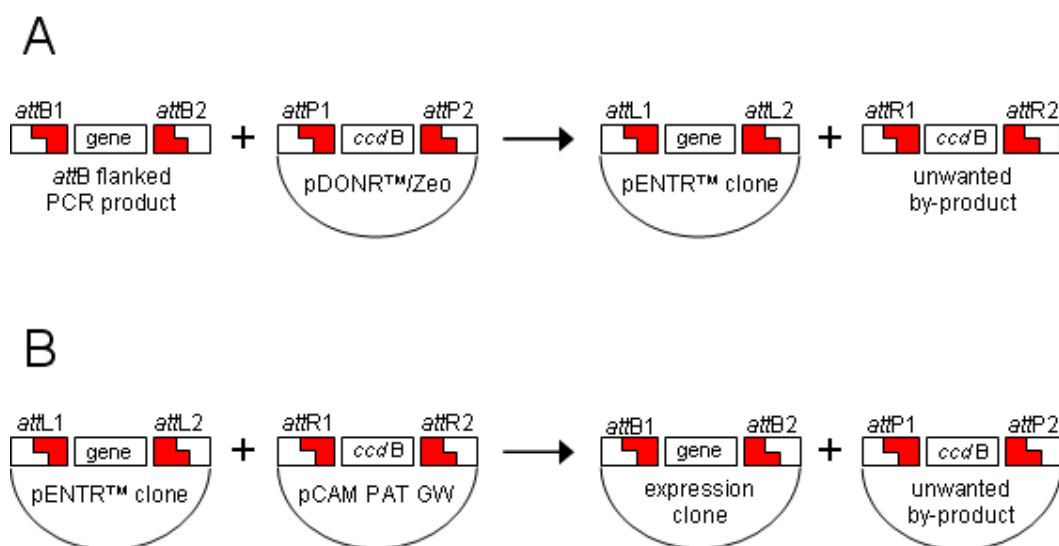 A
attB1 attB2 attP1 attP2 attL1 attL2 attR1 attR2
gene + ccdB gene + ccdB
attB flanked pDONR™/Zeo pENTR™ clone unwanted
PCR product by-product
B
attL1 attL2 attR1 attR2 attB1 attB2 attP1 attP2
gene + ccdB gene + ccdB
pENTR™ clone pCAM PAT GW expression unwanted
clone by-product